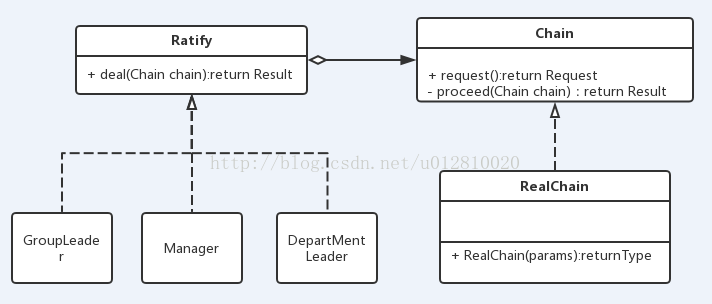 Ratify
+ deal(Chain chain):return Result
Chain
+ request():return Request
- proceed(Chain chain) : return Result
http://blog.csdn.net/u012810020
GroupLeade
r
Manager
DepartMent
Leader
RealChain
+ RealChain(params):returnType